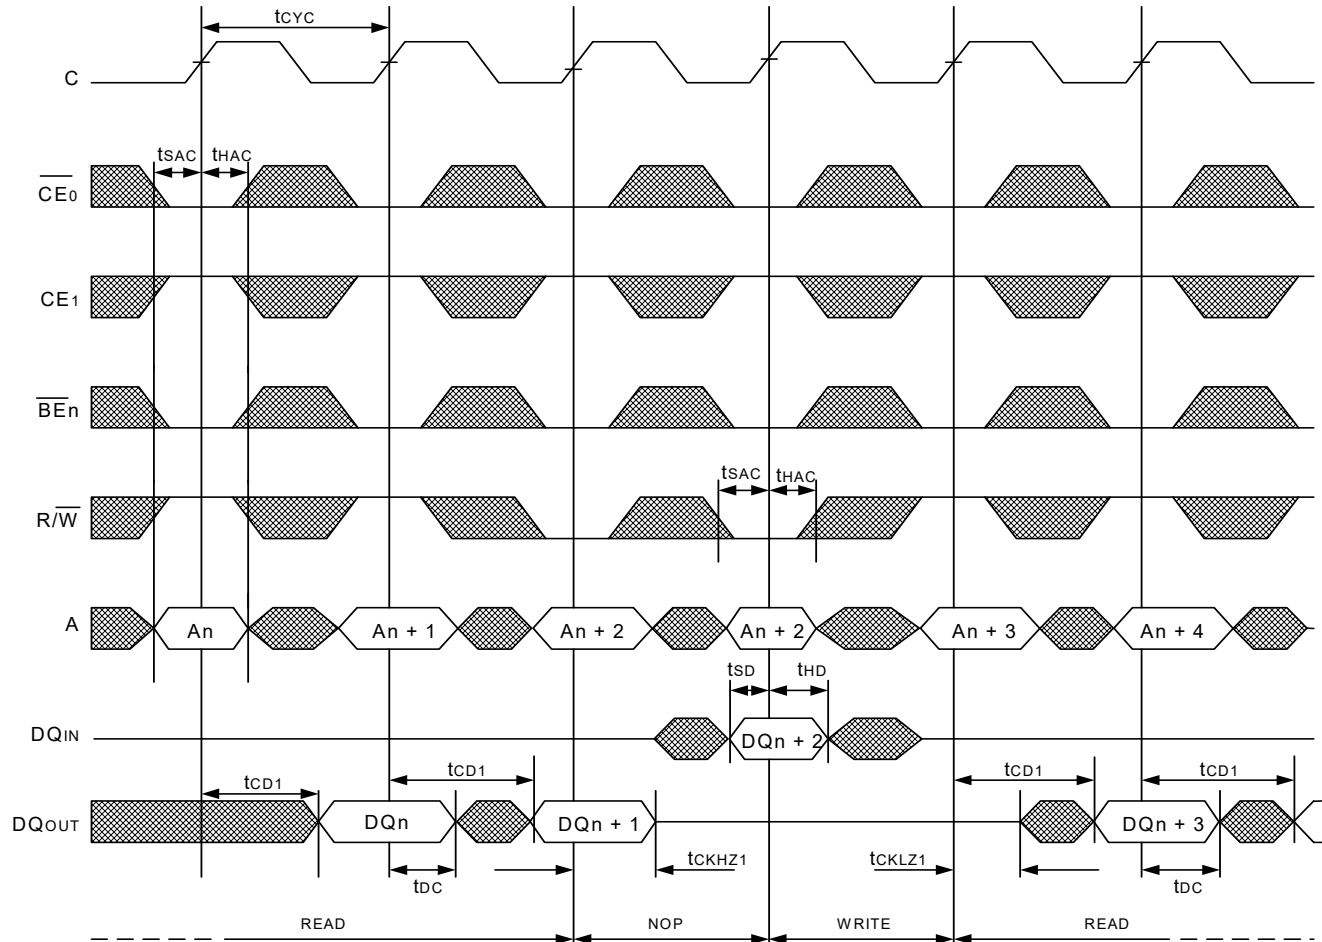 tCYC
C
tSAC tHAC
CE0
CE1
BEn
tSAC tHAC
R/W
A An An + 1 An + 2 An + 2 An + 3 An + 4
tSD tHD
DQIN DQn + 2
tCD1 tCD1 tCD1 tCD1
DQOUT DQn DQn + 1 DQn + 3
tDC tCKHZ1 tCKLZ1 tDC
READ NOP WRITE READ